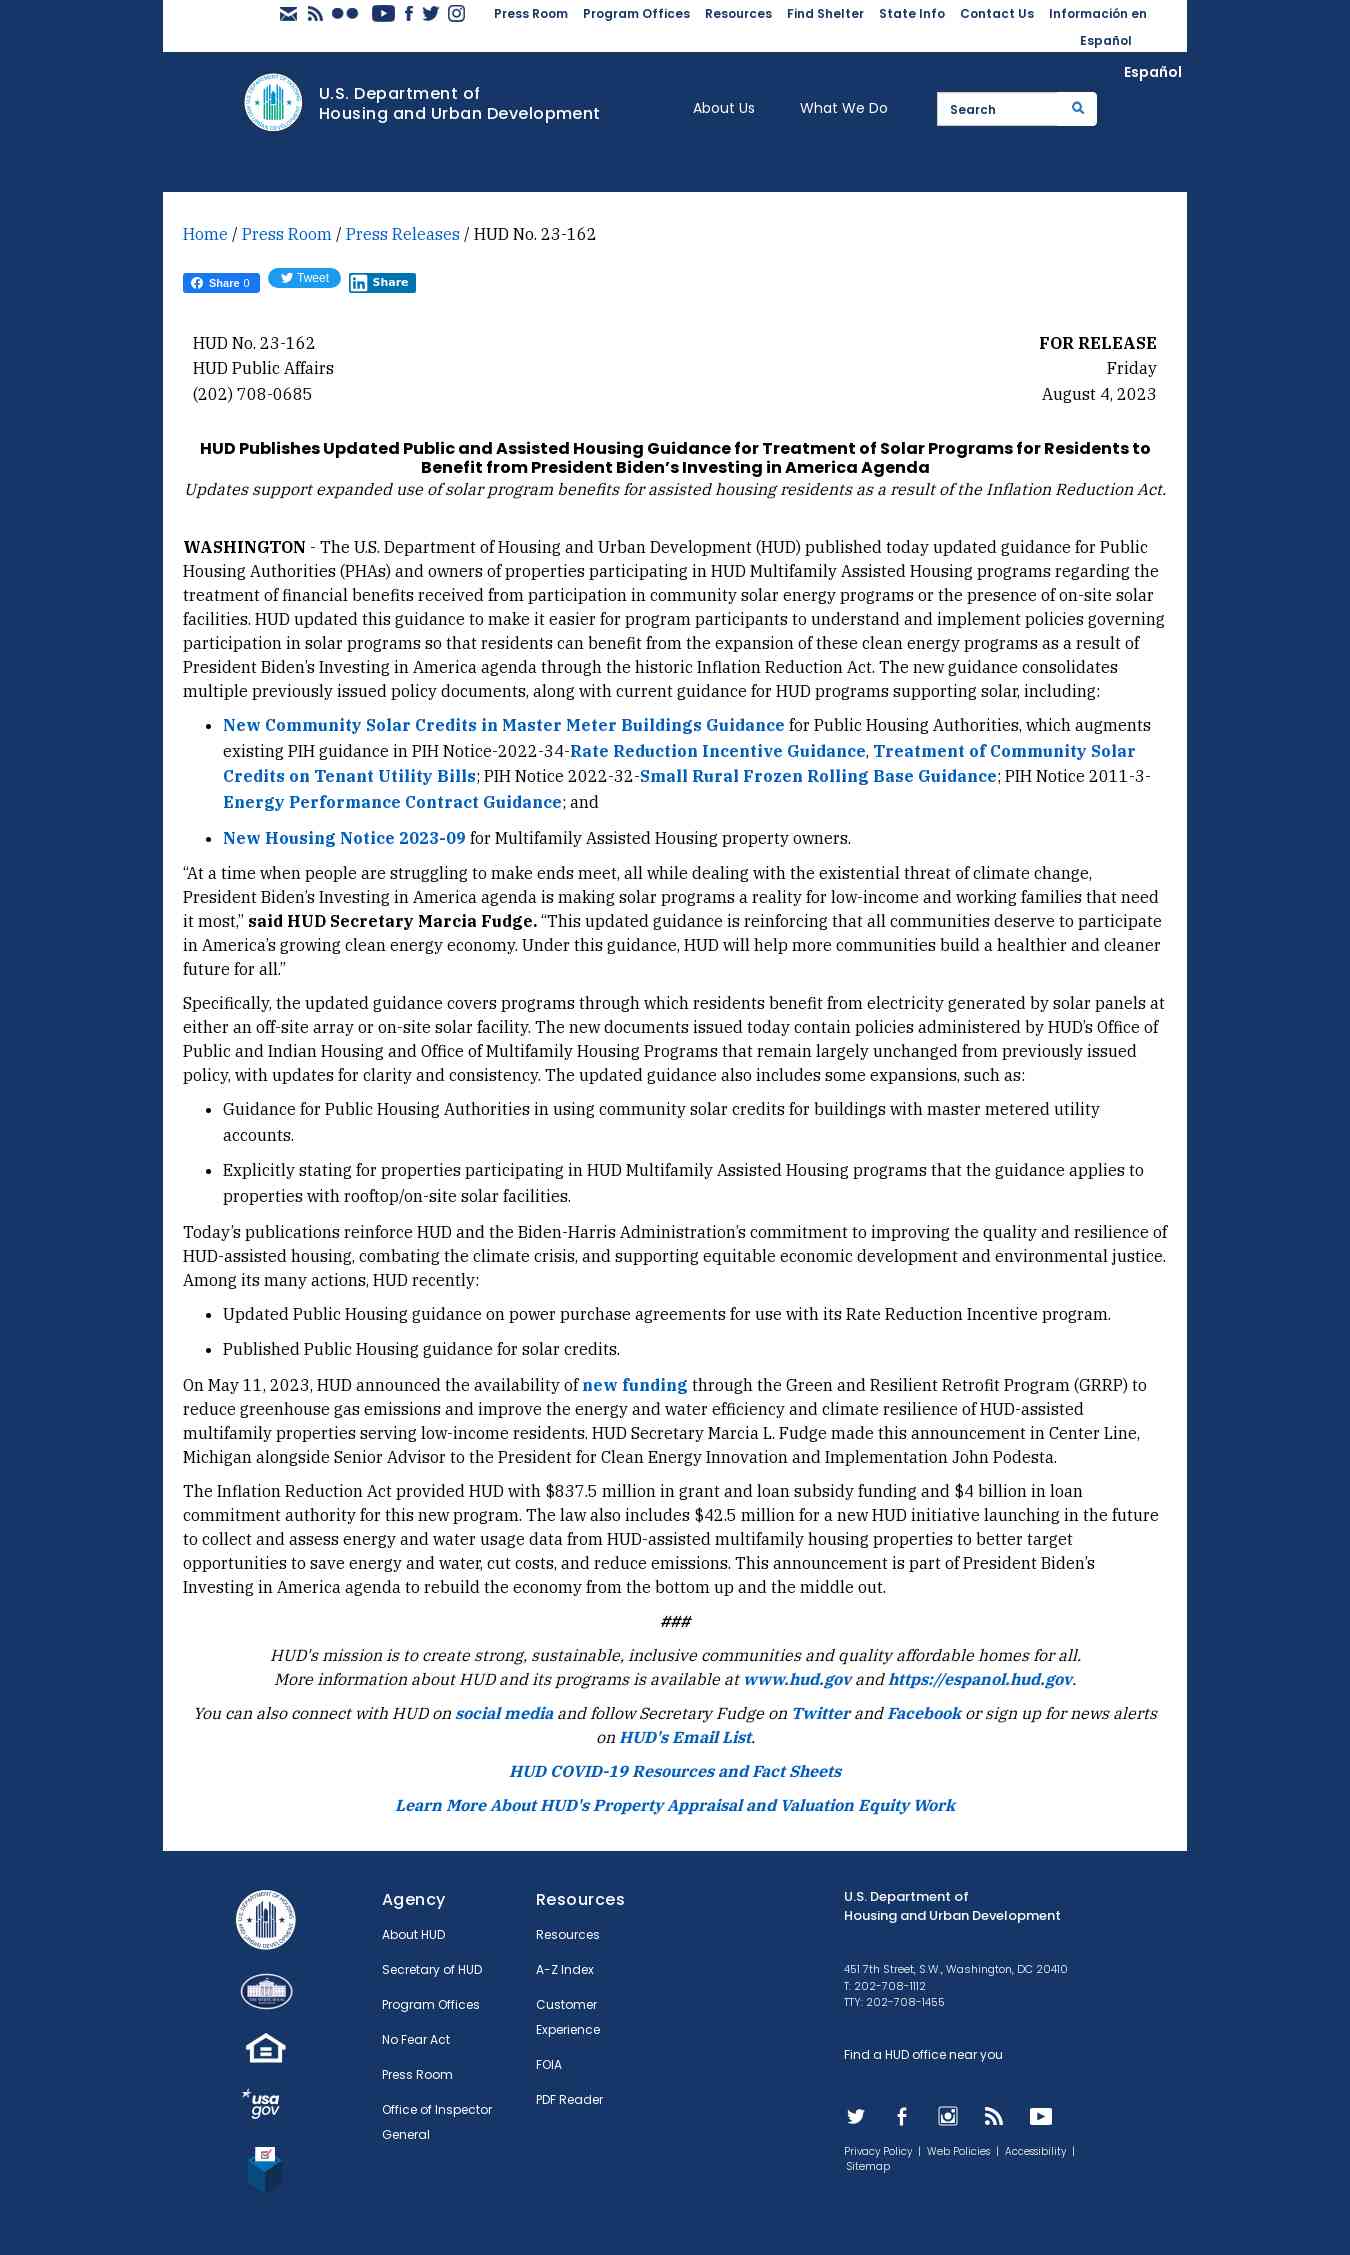 Press Room Program Offices Resources Find Shelter State Info Contact Us Información en
Español
Español
U.S. Department of
Housing and Urban Development
About Us What We Do Search
Home / Press Room / Press Releases / HUD No. 23-162
Share 0 Tweet Share
HUD No. 23-162
HUD Public Affairs
(202) 708-0685
FOR RELEASE
Friday
August 4, 2023
HUD Publishes Updated Public and Assisted Housing Guidance for Treatment of Solar Programs for Residents to
Benefit from President Biden’s Investing in America Agenda
Updates support expanded use of solar program benefits for assisted housing residents as a result of the Inflation Reduction Act.
WASHINGTON - The U.S. Department of Housing and Urban Development (HUD) published today updated guidance for Public
Housing Authorities (PHAs) and owners of properties participating in HUD Multifamily Assisted Housing programs regarding the
treatment of financial benefits received from participation in community solar energy programs or the presence of on-site solar
facilities. HUD updated this guidance to make it easier for program participants to understand and implement policies governing
participation in solar programs so that residents can benefit from the expansion of these clean energy programs as a result of
President Biden’s Investing in America agenda through the historic Inflation Reduction Act. The new guidance consolidates
multiple previously issued policy documents, along with current guidance for HUD programs supporting solar, including:
• New Community Solar Credits in Master Meter Buildings Guidance for Public Housing Authorities, which augments
existing PIH guidance in PIH Notice-2022-34-Rate Reduction Incentive Guidance, Treatment of Community Solar
Credits on Tenant Utility Bills; PIH Notice 2022-32-Small Rural Frozen Rolling Base Guidance; PIH Notice 2011-3-
Energy Performance Contract Guidance; and
• New Housing Notice 2023-09 for Multifamily Assisted Housing property owners.
“At a time when people are struggling to make ends meet, all while dealing with the existential threat of climate change,
President Biden’s Investing in America agenda is making solar programs a reality for low-income and working families that need
it most,” said HUD Secretary Marcia Fudge. “This updated guidance is reinforcing that all communities deserve to participate
in America’s growing clean energy economy. Under this guidance, HUD will help more communities build a healthier and cleaner
future for all.”
Specifically, the updated guidance covers programs through which residents benefit from electricity generated by solar panels at
either an off-site array or on-site solar facility. The new documents issued today contain policies administered by HUD’s Office of
Public and Indian Housing and Office of Multifamily Housing Programs that remain largely unchanged from previously issued
policy, with updates for clarity and consistency. The updated guidance also includes some expansions, such as:
• Guidance for Public Housing Authorities in using community solar credits for buildings with master metered utility
accounts.
• Explicitly stating for properties participating in HUD Multifamily Assisted Housing programs that the guidance applies to
properties with rooftop/on-site solar facilities.
Today’s publications reinforce HUD and the Biden-Harris Administration’s commitment to improving the quality and resilience of
HUD-assisted housing, combating the climate crisis, and supporting equitable economic development and environmental justice.
Among its many actions, HUD recently:
• Updated Public Housing guidance on power purchase agreements for use with its Rate Reduction Incentive program.
• Published Public Housing guidance for solar credits.
On May 11, 2023, HUD announced the availability of new funding through the Green and Resilient Retrofit Program (GRRP) to
reduce greenhouse gas emissions and improve the energy and water efficiency and climate resilience of HUD-assisted
multifamily properties serving low-income residents. HUD Secretary Marcia L. Fudge made this announcement in Center Line,
Michigan alongside Senior Advisor to the President for Clean Energy Innovation and Implementation John Podesta.
The Inflation Reduction Act provided HUD with $837.5 million in grant and loan subsidy funding and $4 billion in loan
commitment authority for this new program. The law also includes $42.5 million for a new HUD initiative launching in the future
to collect and assess energy and water usage data from HUD-assisted multifamily housing properties to better target
opportunities to save energy and water, cut costs, and reduce emissions. This announcement is part of President Biden’s
Investing in America agenda to rebuild the economy from the bottom up and the middle out.
###
HUD's mission is to create strong, sustainable, inclusive communities and quality affordable homes for all.
More information about HUD and its programs is available at www.hud.gov and https://espanol.hud.gov.
You can also connect with HUD on social media and follow Secretary Fudge on Twitter and Facebook or sign up for news alerts
on HUD's Email List.
HUD COVID-19 Resources and Fact Sheets
Learn More About HUD's Property Appraisal and Valuation Equity Work
usa
gov
Agency
About HUD
Secretary of HUD
Program Offices
No Fear Act
Press Room
Office of Inspector
General
Resources
Resources
A-Z Index
Customer
Experience
FOIA
PDF Reader
U.S. Department of
Housing and Urban Development
451 7th Street, S.W., Washington, DC 20410
T: 202-708-1112
TTY: 202-708-1455
Find a HUD office near you
Privacy Policy | Web Policies | Accessibility |
Sitemap